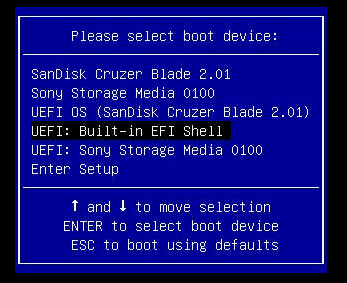 Please select boot device:
SanDisk Cruzer Blade 2.01
Sony Storage Media 0100
UEFI OS (SanDisk Cruzer Blade 2.01)
UEFI: Built-in EFI Shell
UEFI: Sony Storage Media 0100
Enter Setup
↑ and ↓ to move selection
ENTER to select boot device
ESC to boot using defaults